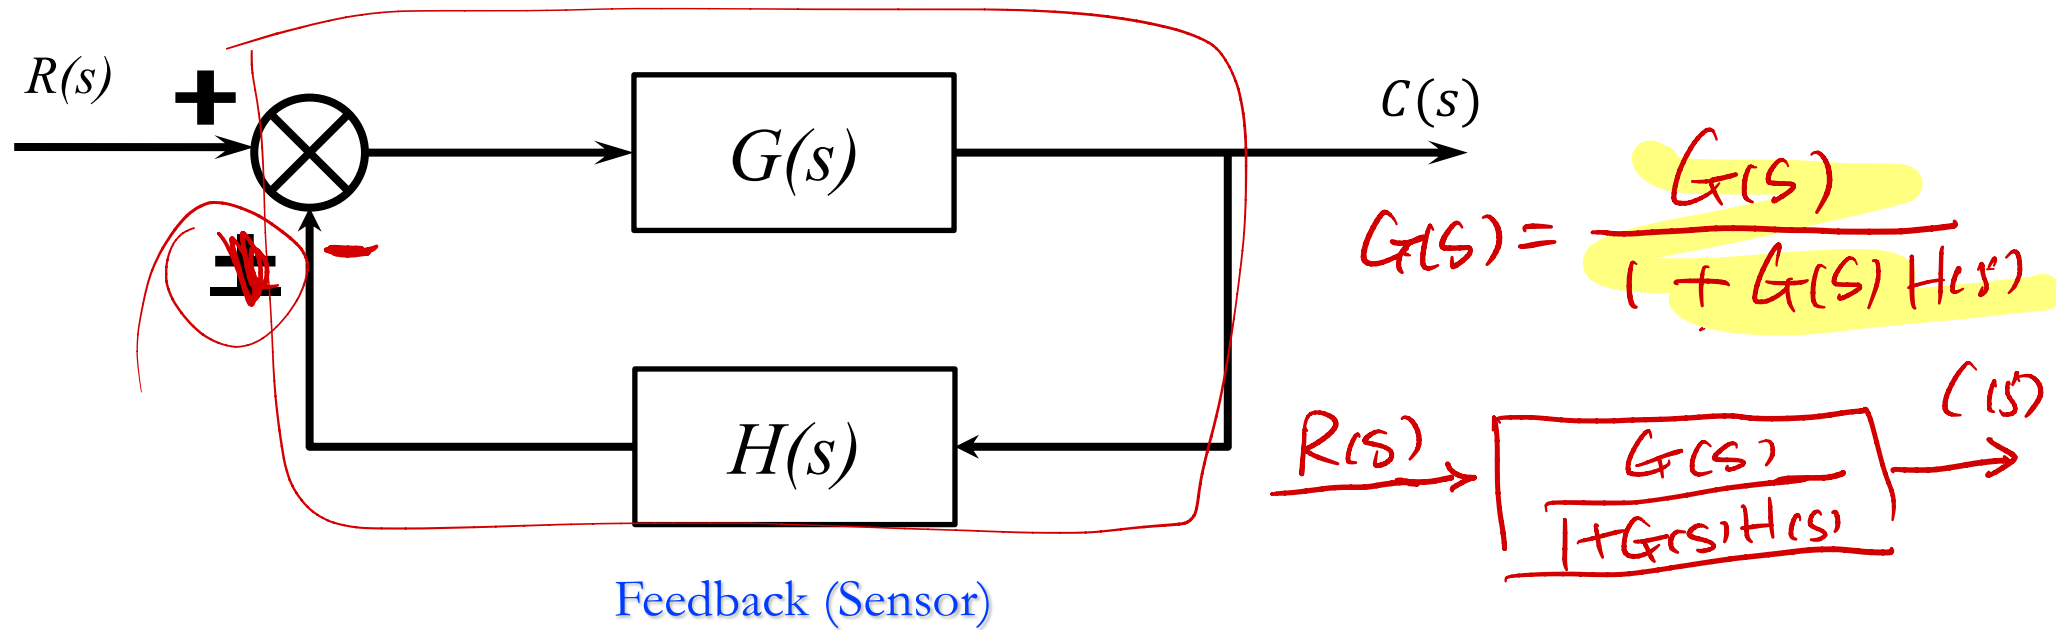 R(s)
+
G(s)
C(s)
±
−
H(s)
Feedback (Sensor)
G(s) = G(s) / 1 + G(s) H(s)
R(s)
G(s)
1+G(s) H(s)
C(s)